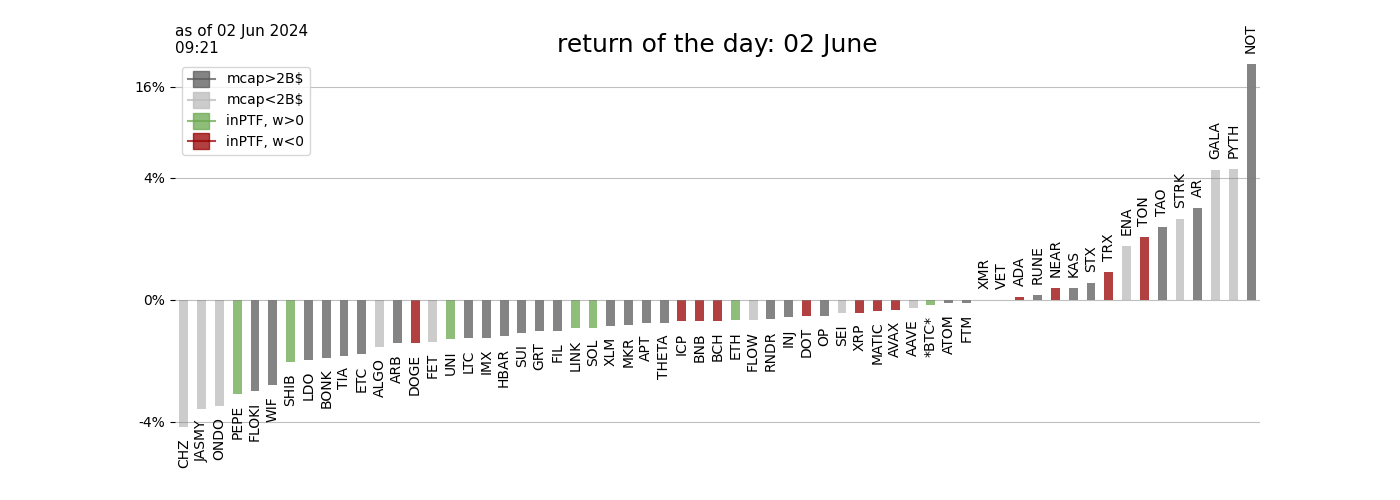 as of 02 Jun 2024
09:21
return of the day: 02 June
mcap>2B$
mcap<2B$
inPTF, w>0
inPTF, w<0
16%
4%
0%
-4%
CHZ
JASMY
ONDO
PEPE
FLOKI
WIF
SHIB
LDO
BONK
TIA
ETC
ALGO
ARB
DOGE
FET
UNI
LTC
IMX
HBAR
SUI
GRT
FIL
LINK
SOL
XLM
MKR
APT
THETA
ICP
BNB
BCH
ETH
FLOW
RNDR
INJ
DOT
OP
SEI
XRP
MATIC
AVAX
AAVE
*BTC*
ATOM
FTM
XMR
VET
ADA
RUNE
NEAR
KAS
STX
TRX
ENA
TON
TAO
STRK
AR
GALA
PYTH
NOT